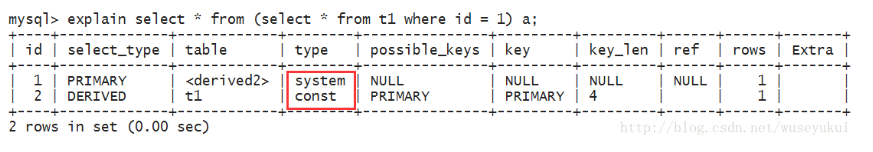 mysql> explain select * from (select * from t1 where id = 1) a;
+----+-------------+------------+--------+---------------+---------+---------+------+------+-------+
| id | select_type | table      | type   | possible_keys | key     | key_len | ref  | rows | Extra |
+----+-------------+------------+--------+---------------+---------+---------+------+------+-------+
|  1 | PRIMARY     | <derived2> | system | NULL          | NULL    | NULL    | NULL |    1 |       |
|  2 | DERIVED     | t1         | const  | PRIMARY       | PRIMARY | 4       |      |    1 |       |
+----+-------------+------------+--------+---------------+---------+---------+------+------+-------+
2 rows in set (0.00 sec)
http://blog.csdn.net/wuseyukui